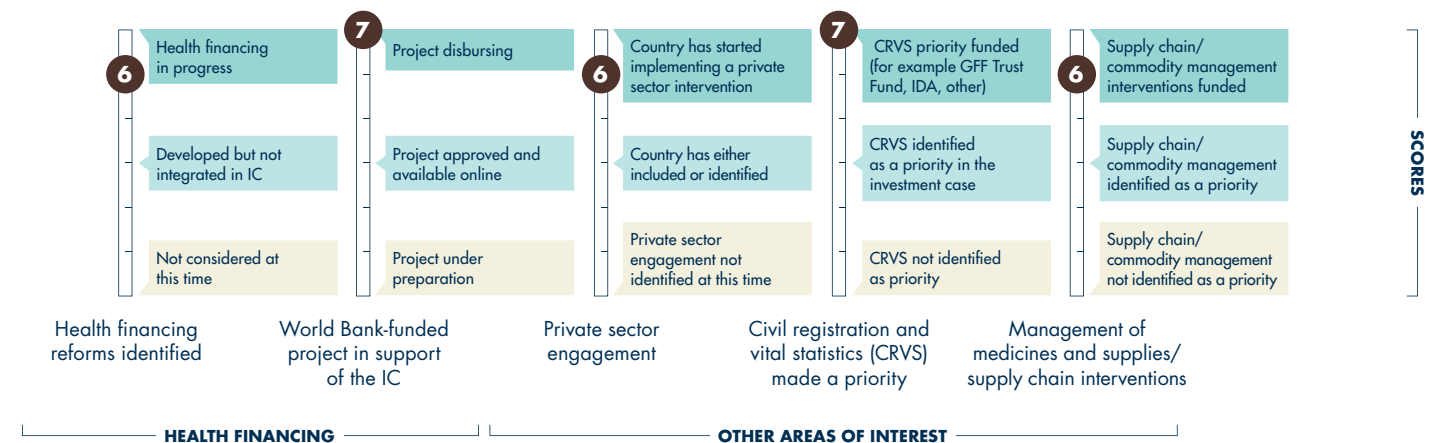 6
Health financing
in progress
Developed but not
integrated in IC
Not considered at
this time
Health financing
reforms identified
7
Project disbursing
Project approved and
available online
Project under
preparation
World Bank-funded
project in support
of the IC
6
Country has started
implementing a private
sector intervention
Country has either
included or identified
Private sector
engagement not
identified at this time
Private sector
engagement
7
CRVS priority funded
(for example GFF Trust
Fund, IDA, other)
CRVS identified
as a priority in the
investment case
CRVS not identified
as priority
Civil registration and
vital statistics (CRVS)
made a priority
6
Supply chain/
commodity management
interventions funded
Supply chain/
commodity management
identified as a priority
Supply chain/
commodity management
not identified as a priority
Management of
medicines and supplies/
supply chain interventions
SCORES
HEALTH FINANCING
OTHER AREAS OF INTEREST